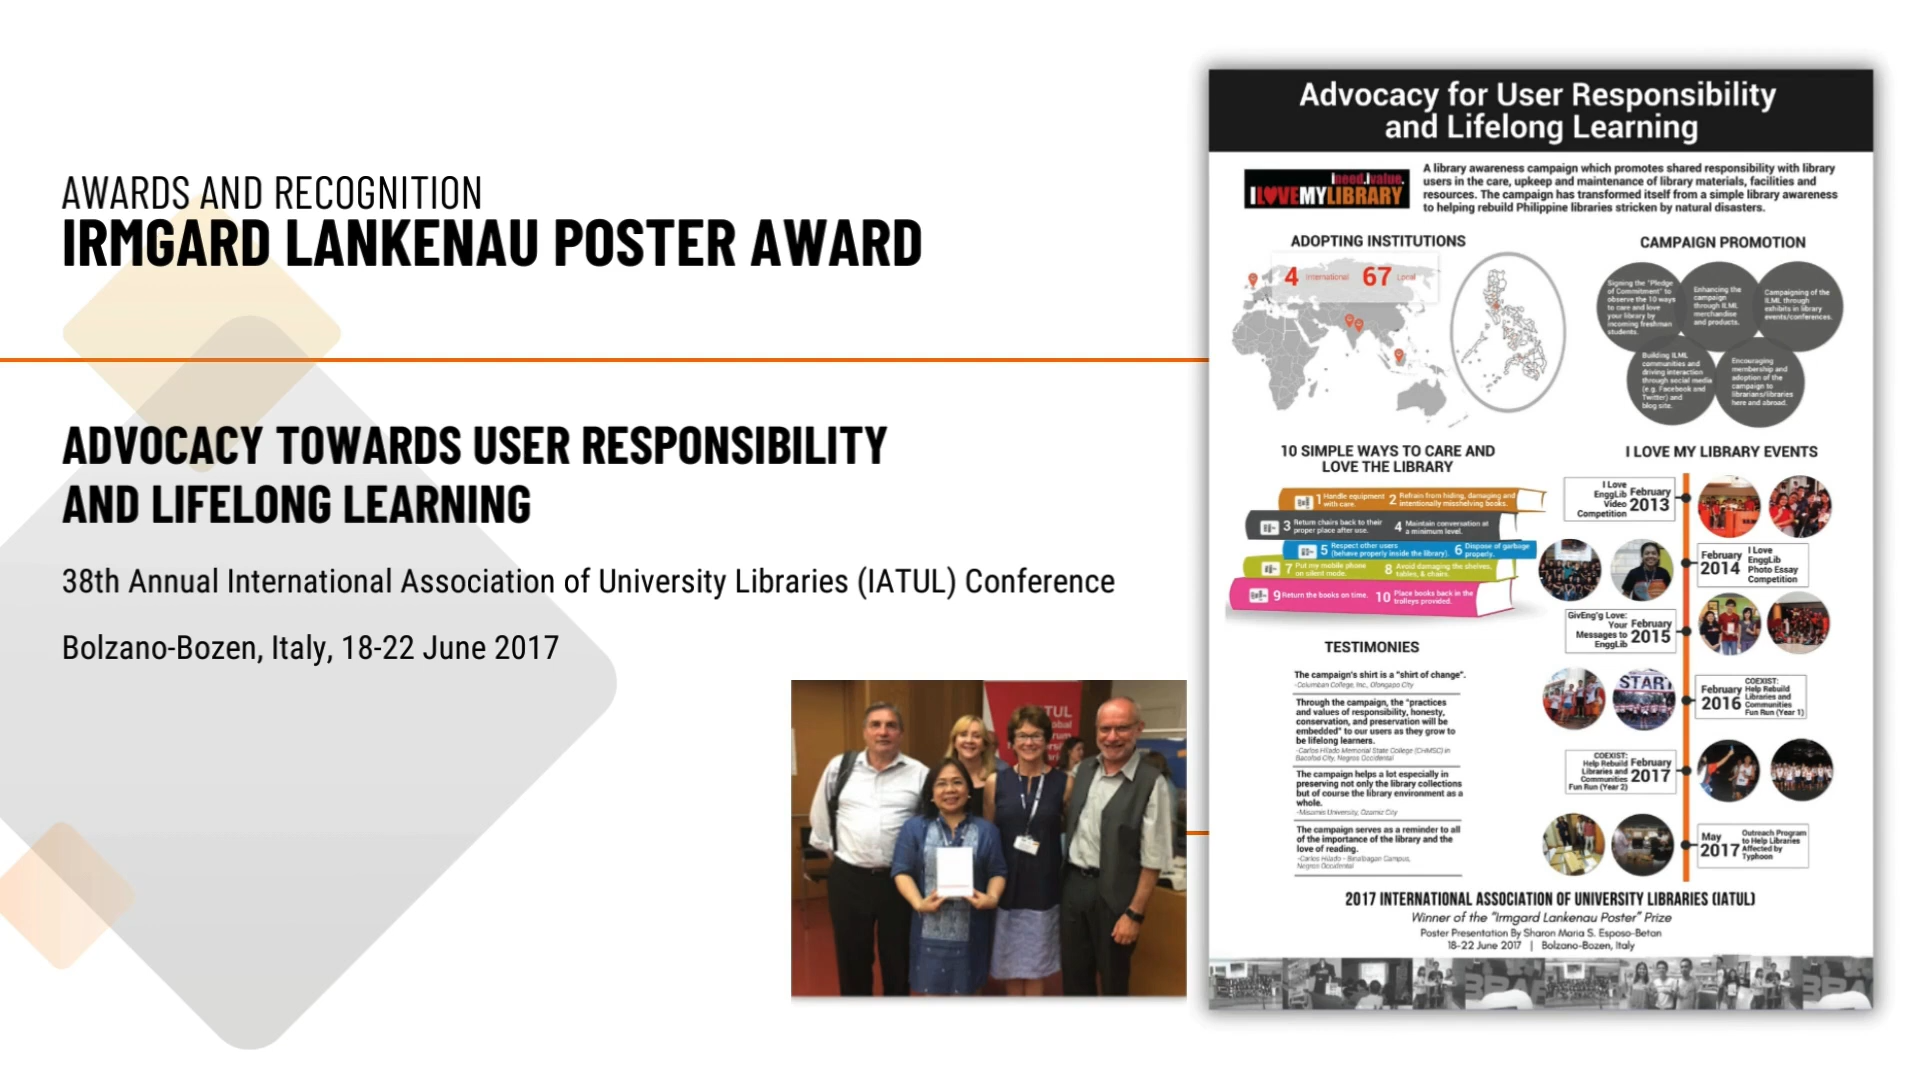 AWARDS AND RECOGNITION
IRMGARD LANKENAU POSTER AWARD
ADVOCACY TOWARDS USER RESPONSIBILITY
AND LIFELONG LEARNING
38th Annual International Association of University Libraries (IATUL) Conference
Bolzano-Bozen, Italy, 18-22 June 2017
TUL
Advocacy for User Responsibility
and Lifelong Learning
ineed.ivalue.
I LOVE MY LIBRARY
A library awareness campaign which promotes shared responsibility with library
users in the care, upkeep and maintenance of library materials, facilities and
resources. The campaign has transformed itself from a simple library awareness
to helping rebuild Philippine libraries stricken by natural disasters.
ADOPTING INSTITUTIONS
4 International 67 Local
CAMPAIGN PROMOTION
Signing the "Pledge
of Commitment" to
observe the 10 ways
to care and love
your library by
incoming freshman
students.
Enhancing the
campaign
through ILML
merchandise
and products.
Campaigning of the
ILML through
exhibits in library
events/conferences.
Building ILML
communities and
driving interaction
through social media
(e.g. Facebook and
Twitter) and
blog site.
Encouraging
membership and
adoption of the
campaign to
librarians/libraries
here and abroad.
10 SIMPLE WAYS TO CARE AND
LOVE THE LIBRARY
1 Handle equipment
with care.
2 Refrain from hiding, damaging and
intentionally misshelving books.
3 Return chairs back to their
proper place after use.
4 Maintain conversation at
a minimum level.
5 Respect other users
(behave properly inside the library).
6 Dispose of garbage
properly.
7 Put my mobile phone
on silent mode.
8 Avoid damaging the shelves,
tables, & chairs.
9 Return the books on time.
10 Place books back in the
trolleys provided.
TESTIMONIES
The campaign's shirt is a "shirt of change".
-Columban College, Inc., Olongapo City
Through the campaign, the "practices
and values of responsibility, honesty,
conservation, and preservation will be
embedded" to our users as they grow to
be lifelong learners.
-Carlos Hilado Memorial State College (CHMSC) in
Bacolod City, Negros Occidental
The campaign helps a lot especially in
preserving not only the library collections
but of course the library environment as a
whole.
-Misamis University, Ozamiz City
The campaign serves as a reminder to all
of the importance of the library and the
love of reading.
-Carlos Hilado - Binalbagan Campus,
Negros Occidental
I LOVE MY LIBRARY EVENTS
I Love
EnggLib
Video
Competition
February
2013
February
2014
I Love
EnggLib
Photo Essay
Competition
GivEng'g Love:
Your
Messages to
EnggLib
February
2015
START
February
2016
COEXIST:
Help Rebuild
Libraries and
Communities
Fun Run (Year 1)
COEXIST:
Help Rebuild
Libraries and
Communities
Fun Run (Year 2)
February
2017
May
2017
Outreach Program
to Help Libraries
Affected by
Typhoon
2017 INTERNATIONAL ASSOCIATION OF UNIVERSITY LIBRARIES (IATUL)
Winner of the "Irmgard Lankenau Poster" Prize
Poster Presentation By Sharon Maria S. Esposo-Betan
18-22 June 2017 | Bolzano-Bozen, Italy